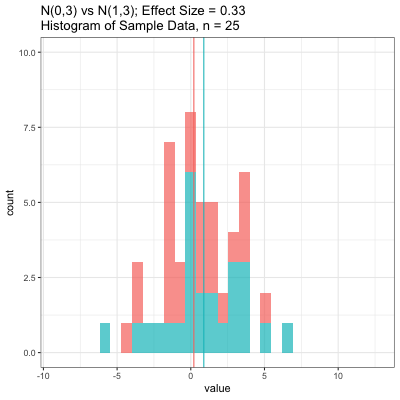 N(0,3) vs N(1,3); Effect Size = 0.33
Histogram of Sample Data, n = 25
10.0
7.5
5.0
2.5
0.0
count
-10
-5
0
5
10
value